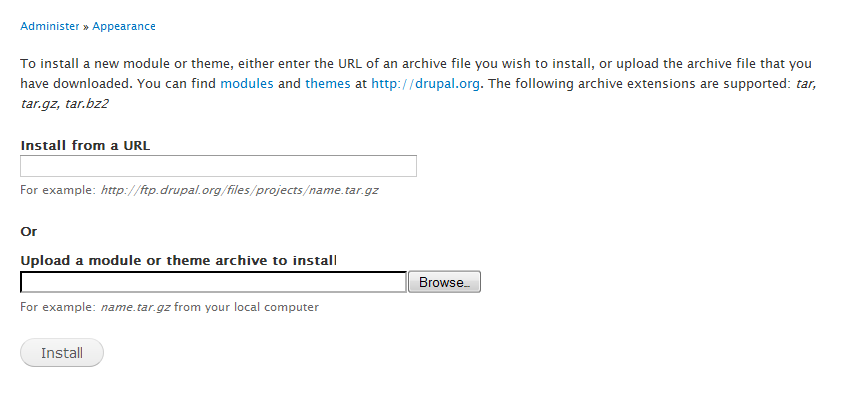 Administer » Appearance
To install a new module or theme, either enter the URL of an archive file you wish to install, or upload the archive file that you
have downloaded. You can find modules and themes at http://drupal.org. The following archive extensions are supported: tar,
tar.gz, tar.bz2
Install from a URL
For example: http://ftp.drupal.org/files/projects/name.tar.gz
Or
Upload a module or theme archive to install
Browse...
For example: name.tar.gz from your local computer
Install